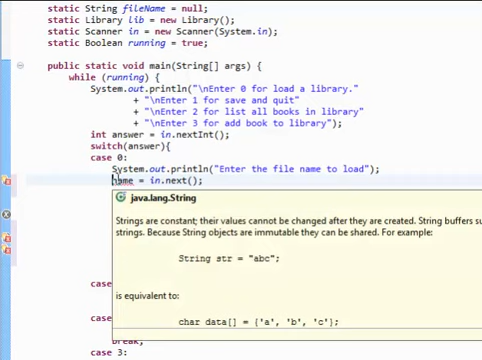 static String fileName = null;
static Library lib = new Library();
static Scanner in = new Scanner(System.in);
static Boolean running = true;
public static void main(String[] args) {
while (running) {
System.out.println("\nEnter 0 for load a library."
+ "\nEnter 1 for save and quit"
+ "\nEnter 2 for list all books in library"
+ "\nEnter 3 for add book to library");
int answer = in.nextInt();
switch(answer){
case 0:
System.out.println("Enter the file name to load");
name = in.next();
java.lang.String
Strings are constant; their values cannot be changed after they are created. String buffers su
strings. Because String objects are immutable they can be shared. For example:
String str = "abc";
is equivalent to:
char data[] = {'a', 'b', 'c'};
case
case
break;
case 3: